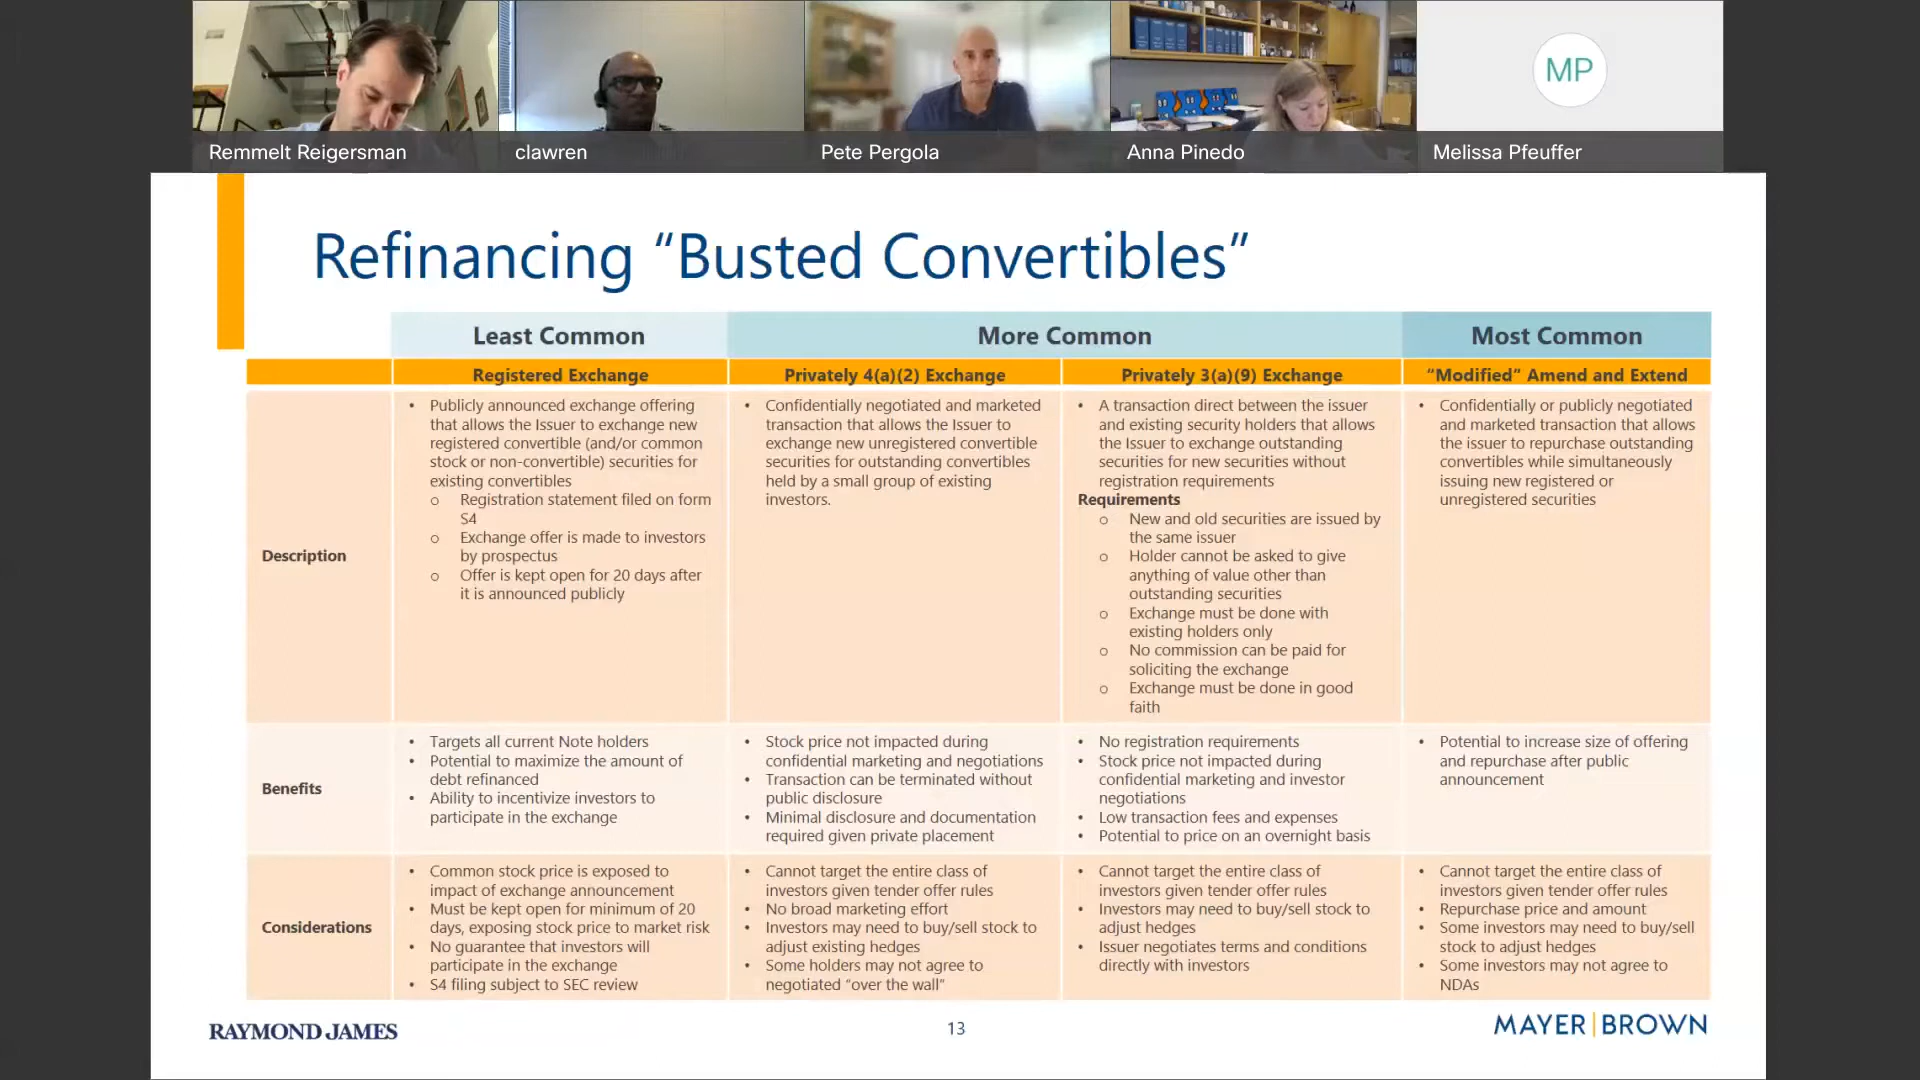 Remmelt Reigersman
clawren
Pete Pergola
Anna Pinedo
MP
Melissa Pfeuffer
Refinancing “Busted Convertibles”
Least Common
More Common
Most Common
Registered Exchange
Privately 4(a)(2) Exchange
Privately 3(a)(9) Exchange
“Modified” Amend and Extend
Description
• Publicly announced exchange offering
that allows the Issuer to exchange new
registered convertible (and/or common
stock or non-convertible) securities for
existing convertibles
o Registration statement filed on form
S4
o Exchange offer is made to investors
by prospectus
o Offer is kept open for 20 days after
it is announced publicly
• Confidentially negotiated and marketed
transaction that allows the Issuer to
exchange new unregistered convertible
securities for outstanding convertibles
held by a small group of existing
investors.
• A transaction direct between the issuer
and existing security holders that allows
the Issuer to exchange outstanding
securities for new securities without
registration requirements
Requirements
o New and old securities are issued by
the same issuer
o Holder cannot be asked to give
anything of value other than
outstanding securities
o Exchange must be done with
existing holders only
o No commission can be paid for
soliciting the exchange
o Exchange must be done in good
faith
• Confidentially or publicly negotiated
and marketed transaction that allows
the issuer to repurchase outstanding
convertibles while simultaneously
issuing new registered or
unregistered securities
Benefits
• Targets all current Note holders
• Potential to maximize the amount of
debt refinanced
• Ability to incentivize investors to
participate in the exchange
• Stock price not impacted during
confidential marketing and negotiations
• Transaction can be terminated without
public disclosure
• Minimal disclosure and documentation
required given private placement
• No registration requirements
• Stock price not impacted during
confidential marketing and investor
negotiations
• Low transaction fees and expenses
• Potential to price on an overnight basis
• Potential to increase size of offering
and repurchase after public
announcement
Considerations
• Common stock price is exposed to
impact of exchange announcement
• Must be kept open for minimum of 20
days, exposing stock price to market risk
• No guarantee that investors will
participate in the exchange
• S4 filing subject to SEC review
• Cannot target the entire class of
investors given tender offer rules
• No broad marketing effort
• Investors may need to buy/sell stock to
adjust existing hedges
• Some holders may not agree to
negotiated “over the wall”
• Cannot target the entire class of
investors given tender offer rules
• Investors may need to buy/sell stock to
adjust hedges
• Issuer negotiates terms and conditions
directly with investors
• Cannot target the entire class of
investors given tender offer rules
• Repurchase price and amount
• Some investors may need to buy/sell
stock to adjust hedges
• Some investors may not agree to
NDAs
RAYMOND JAMES
13
MAYER | BROWN